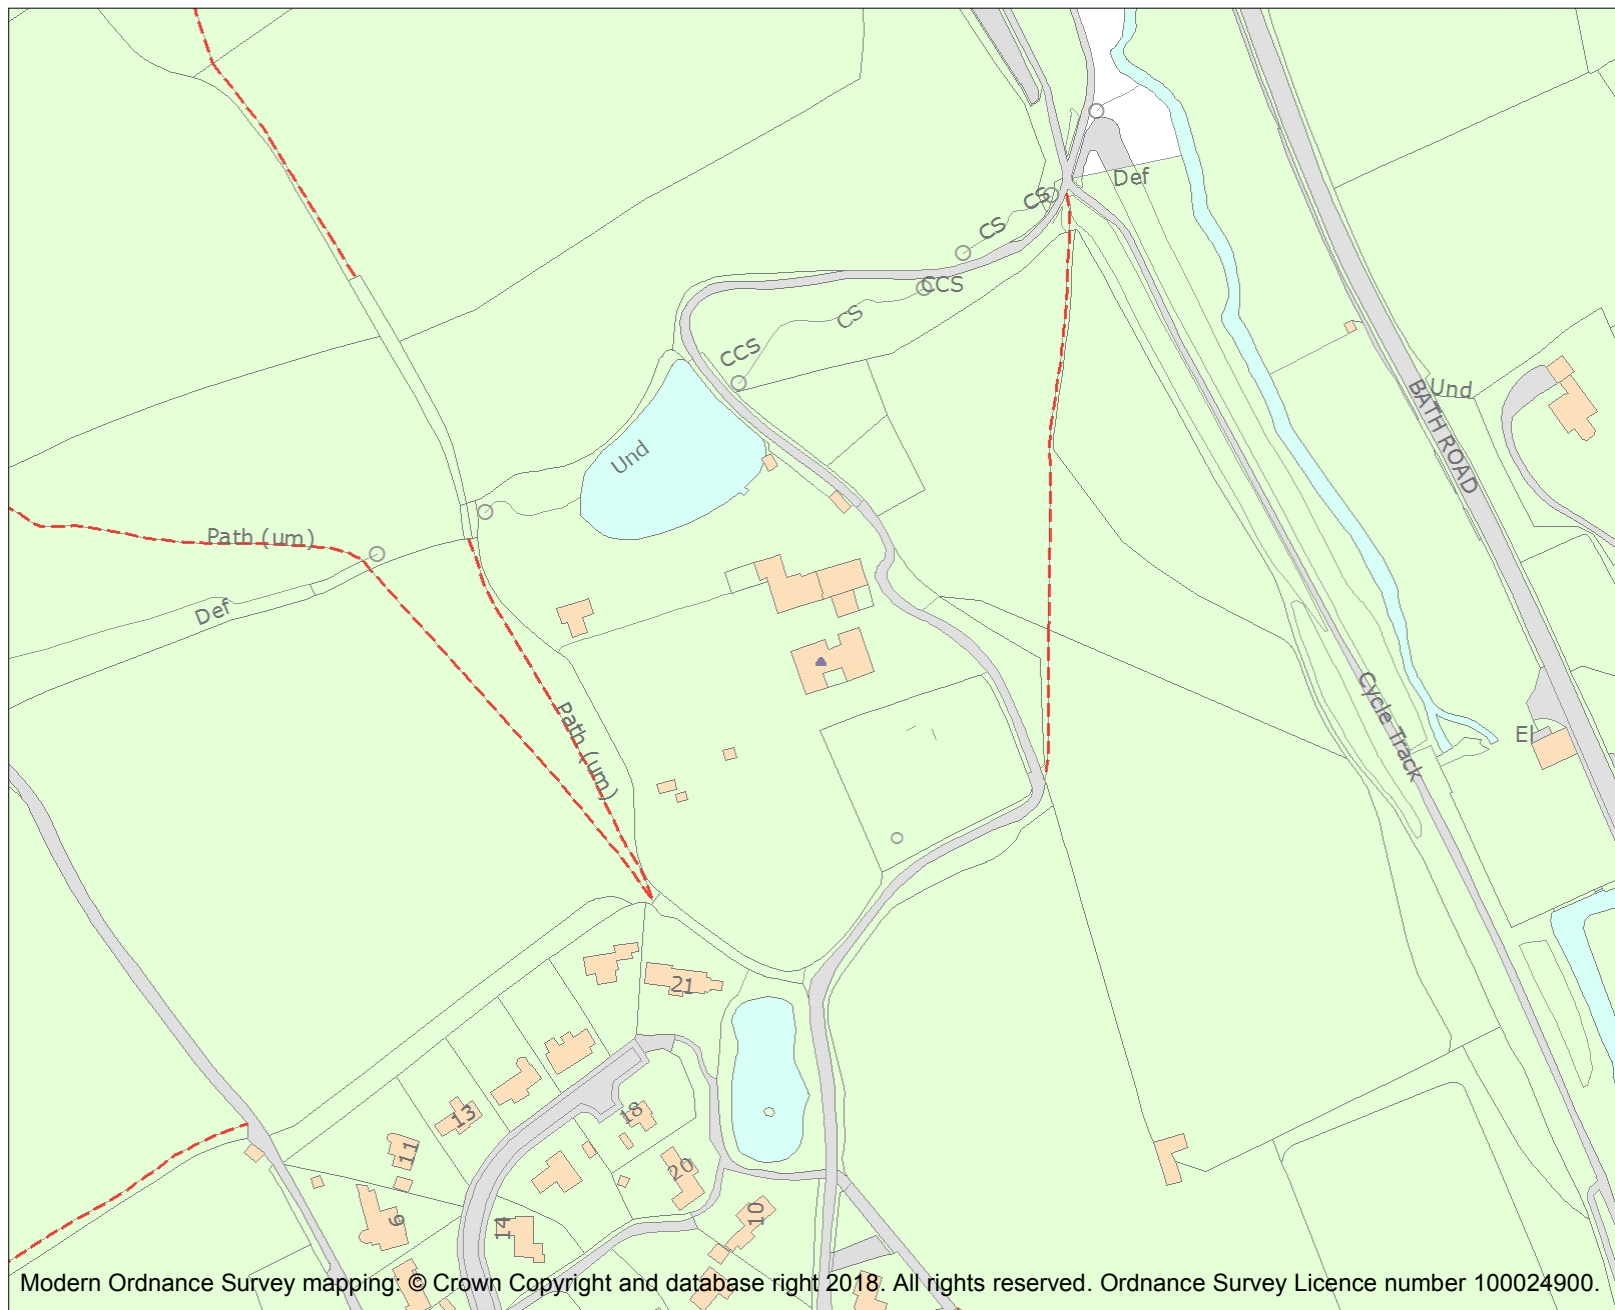 Def
CS
CS
CCS
CS
CCS
Und
Und
BATH ROAD
Path (um)
Def
Path (um)
Cycle Track
El
21
13
18
11
20
9
14
10
Modern Ordnance Survey mapping: © Crown Copyright and database right 2018. All rights reserved. Ordnance Survey Licence number 100024900.